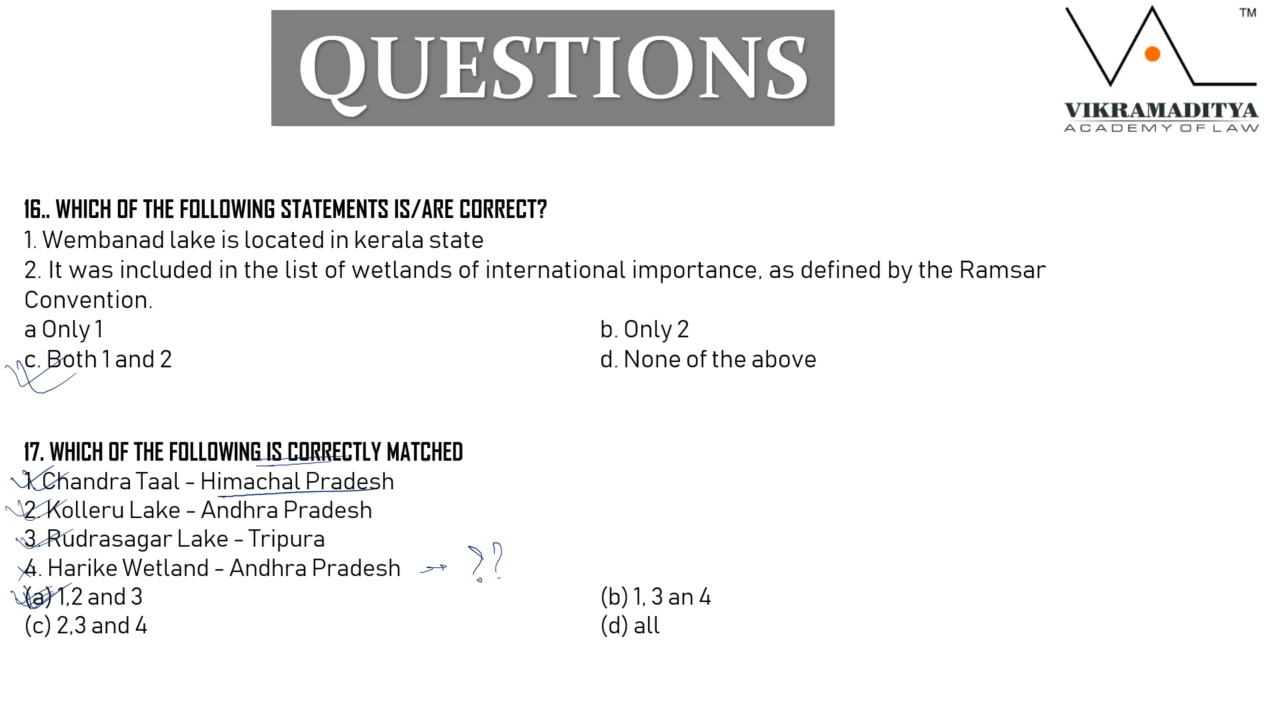 QUESTIONS
TM
VIKRAMADITYA
ACADEMY OF LAW
16.. WHICH OF THE FOLLOWING STATEMENTS IS/ARE CORRECT?
1. Wembanad lake is located in kerala state
2. It was included in the list of wetlands of international importance, as defined by the Ramsar
Convention.
a Only 1 b. Only 2
c. Both 1 and 2 d. None of the above
17. WHICH OF THE FOLLOWING IS CORRECTLY MATCHED
1. Chandra Taal - Himachal Pradesh
2. Kolleru Lake - Andhra Pradesh
3. Rudrasagar Lake - Tripura
4. Harike Wetland - Andhra Pradesh → ??
(a) 1,2 and 3 (b) 1, 3 an 4
(c) 2,3 and 4 (d) all